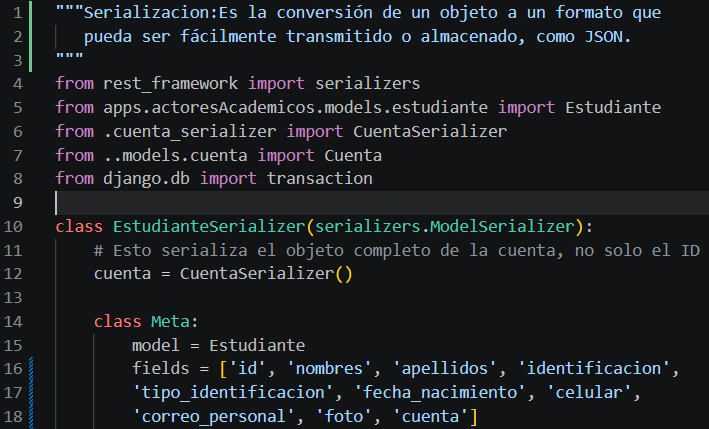 1 """Serializacion:Es la conversión de un objeto a un formato que
2 pueda ser fácilmente transmitido o almacenado, como JSON.
3 """
4 from rest_framework import serializers
5 from apps.actoresAcademicos.models.estudiante import Estudiante
6 from .cuenta_serializer import CuentaSerializer
7 from ..models.cuenta import Cuenta
8 from django.db import transaction
9
10 class EstudianteSerializer(serializers.ModelSerializer):
11     # Esto serializa el objeto completo de la cuenta, no solo el ID
12     cuenta = CuentaSerializer()
13
14     class Meta:
15         model = Estudiante
16         fields = ['id', 'nombres', 'apellidos', 'identificacion',
17         'tipo_identificacion', 'fecha_nacimiento', 'celular',
18         'correo_personal', 'foto', 'cuenta']